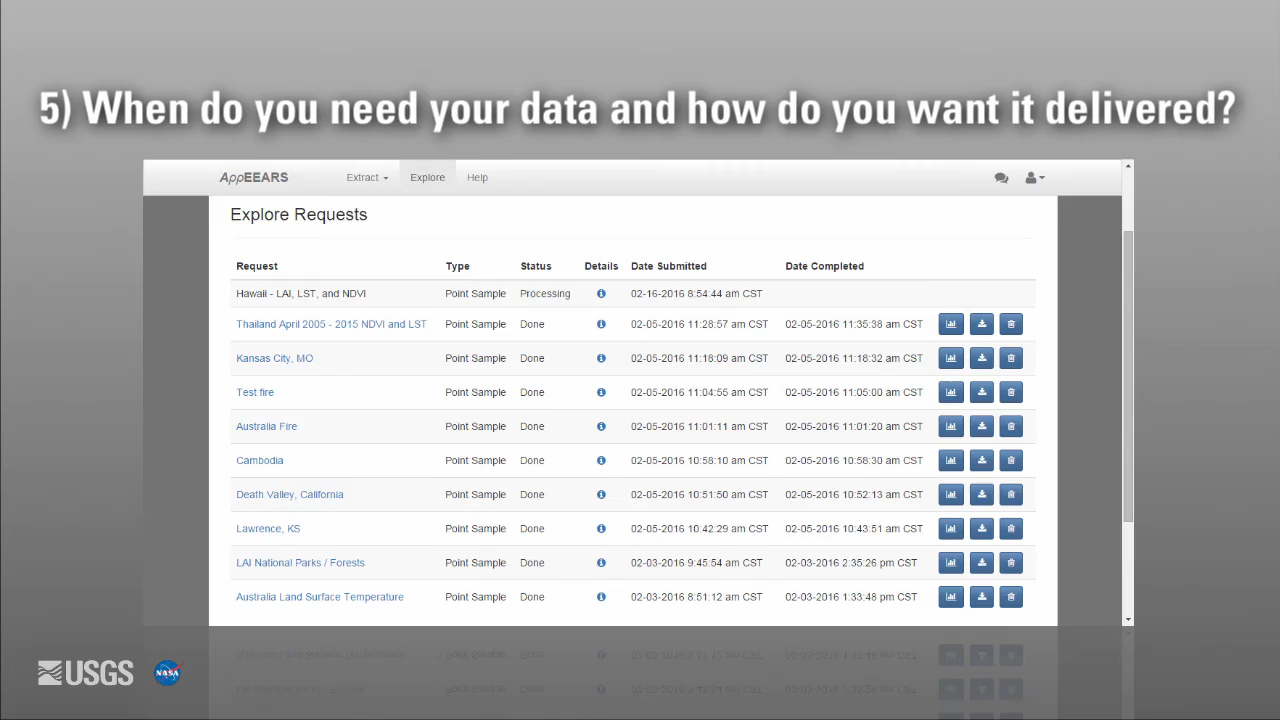 5) When do you need your data and how do you want it delivered?
AppEEARS Extract Explore Help
Explore Requests
Request Type Status Details Date Submitted Date Completed
Hawaii - LAI, LST, and NDVI Point Sample Processing 02-16-2016 8:54:44 am CST
Thailand April 2005 - 2015 NDVI and LST Point Sample Done 02-05-2016 11:28:57 am CST 02-05-2016 11:35:38 am CST
Kansas City, MO Point Sample Done 02-05-2016 11:18:09 am CST 02-05-2016 11:18:32 am CST
Test fire Point Sample Done 02-05-2016 11:04:55 am CST 02-05-2016 11:05:00 am CST
Australia Fire Point Sample Done 02-05-2016 11:01:11 am CST 02-05-2016 11:01:20 am CST
Cambodia Point Sample Done 02-05-2016 10:58:10 am CST 02-05-2016 10:58:30 am CST
Death Valley, California Point Sample Done 02-05-2016 10:51:50 am CST 02-05-2016 10:52:13 am CST
Lawrence, KS Point Sample Done 02-05-2016 10:42:29 am CST 02-05-2016 10:43:51 am CST
LAI National Parks / Forests Point Sample Done 02-03-2016 9:45:54 am CST 02-03-2016 2:35:26 pm CST
Australia Land Surface Temperature Point Sample Done 02-03-2016 8:51:12 am CST 02-03-2016 1:33:48 pm CST
USGS NASA